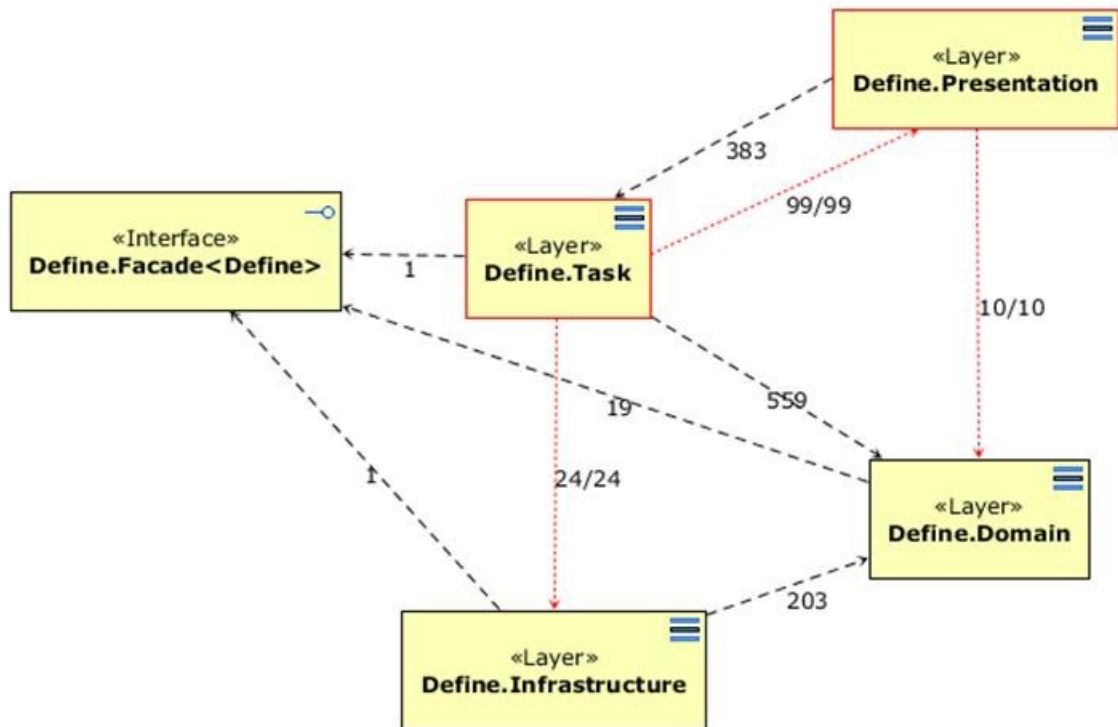 «Layer»
Define.Presentation
383
99/99
«Interface»
Define.Facade<Define>
«Layer»
Define.Task
1
10/10
19
559
1
24/24
«Layer»
Define.Domain
203
«Layer»
Define.Infrastructure